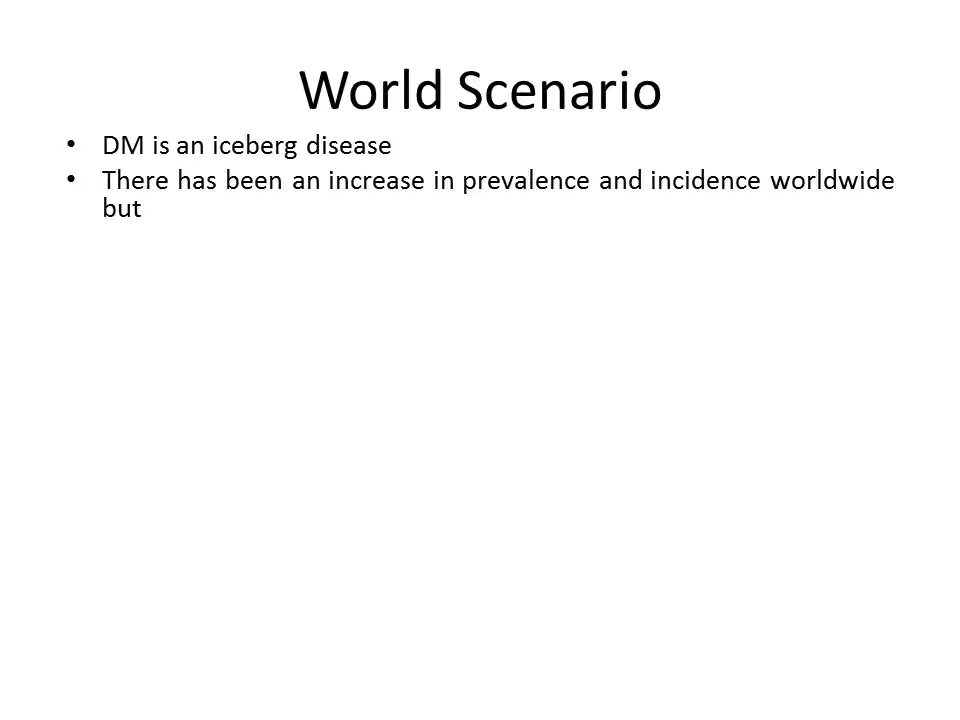 World Scenario
• DM is an iceberg disease
• There has been an increase in prevalence and incidence worldwide
but